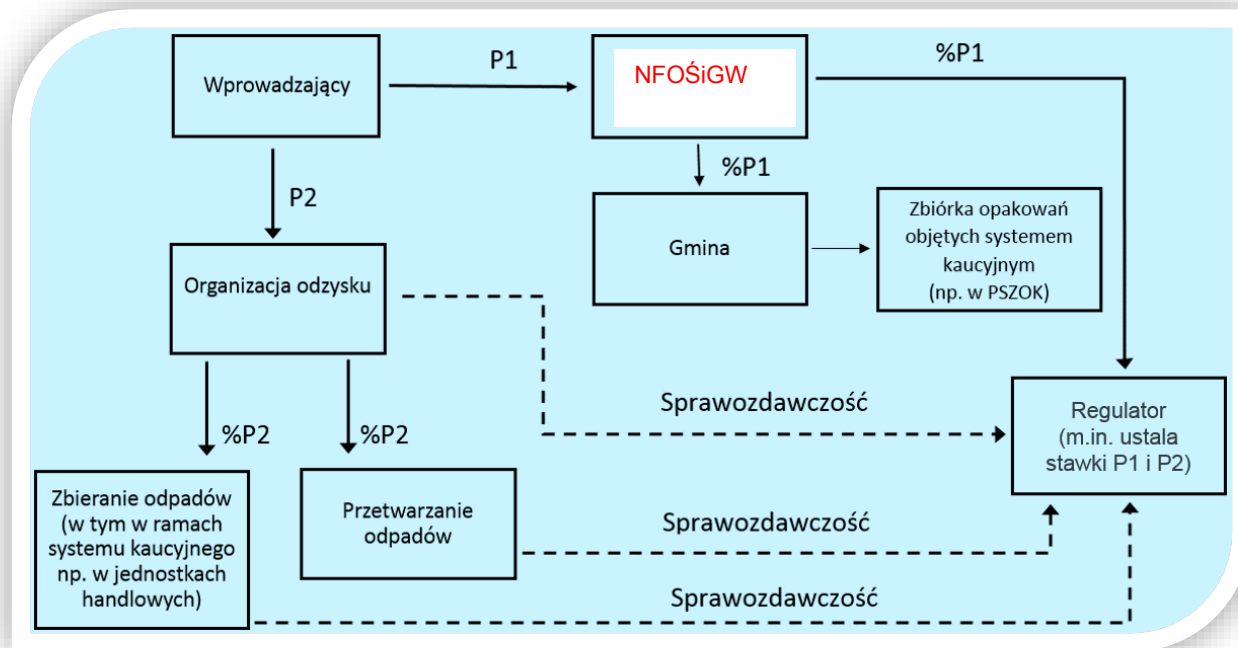 Wprowadzający
P1
NFOŚiGW
%P1
P2
%P1
Gmina
Zbiórka opakowań
objętych systemem
kaucyjnym
(np. w PSZOK)
Organizacja odzysku
Sprawozdawczość
Regulator
(m.in. ustala
stawki P1 i P2)
%P2
%P2
Zbieranie odpadów
(w tym w ramach
systemu kaucyjnego
np. w jednostkach
handlowych)
Przetwarzanie
odpadów
Sprawozdawczość
Sprawozdawczość